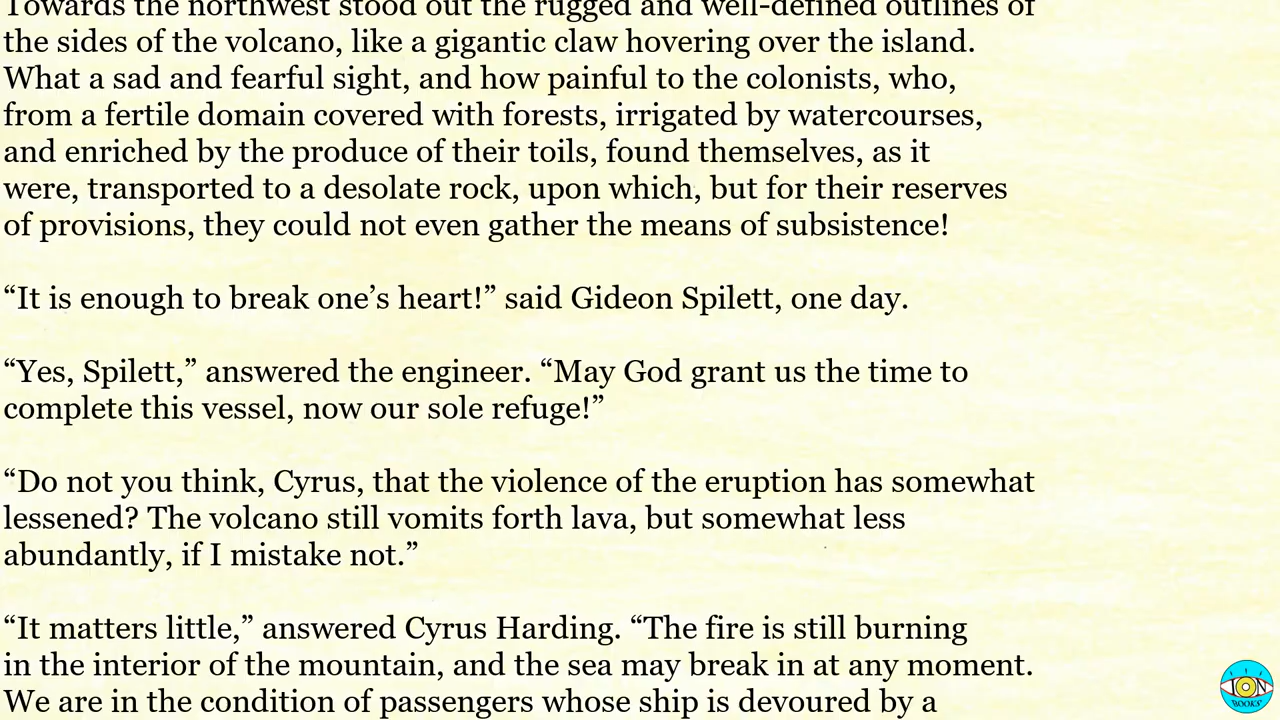 Towards the northwest stood out the rugged and well-defined outlines of
the sides of the volcano, like a gigantic claw hovering over the island.
What a sad and fearful sight, and how painful to the colonists, who,
from a fertile domain covered with forests, irrigated by watercourses,
and enriched by the produce of their toils, found themselves, as it
were, transported to a desolate rock, upon which, but for their reserves
of provisions, they could not even gather the means of subsistence!
“It is enough to break one’s heart!” said Gideon Spilett, one day.
“Yes, Spilett,” answered the engineer. “May God grant us the time to
complete this vessel, now our sole refuge!”
“Do not you think, Cyrus, that the violence of the eruption has somewhat
lessened? The volcano still vomits forth lava, but somewhat less
abundantly, if I mistake not.”
“It matters little,” answered Cyrus Harding. “The fire is still burning
in the interior of the mountain, and the sea may break in at any moment.
We are in the condition of passengers whose ship is devoured by a
ION
BOOKS